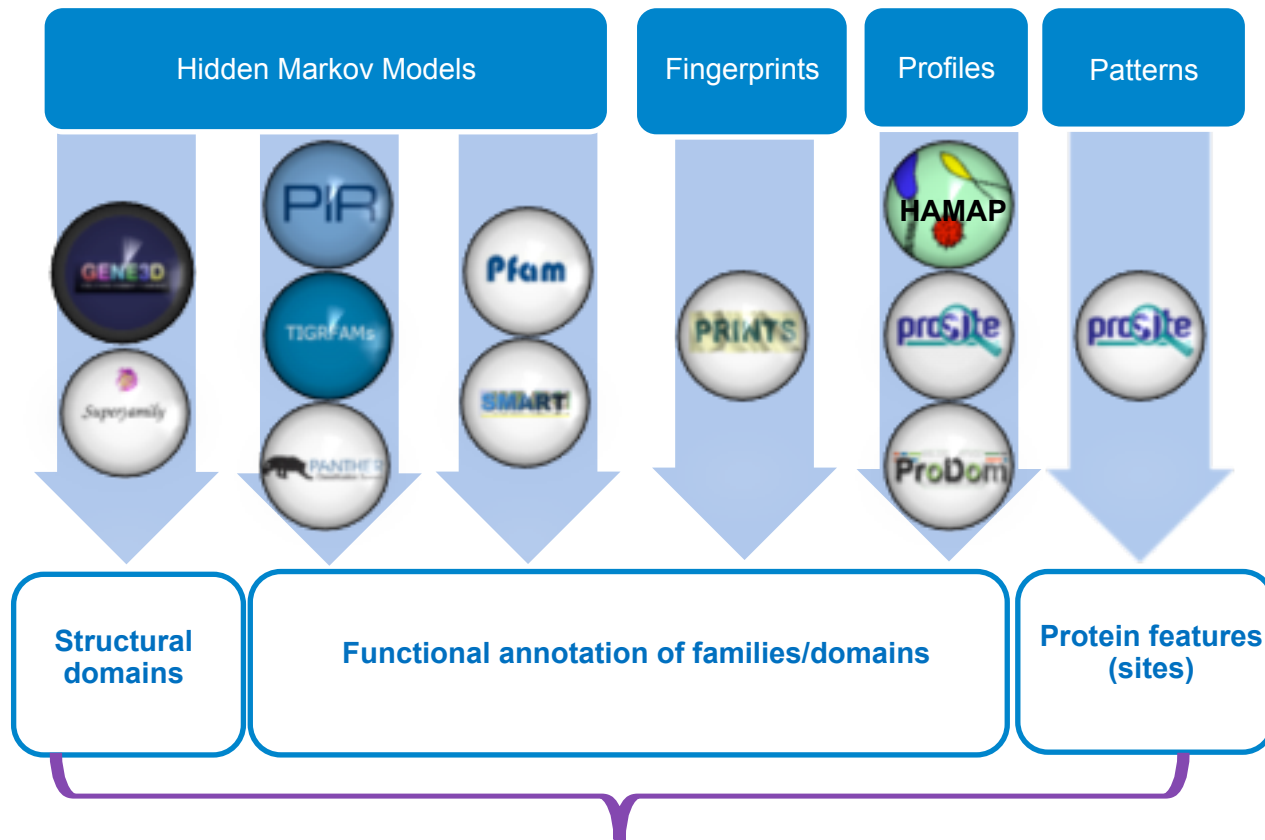 Hidden Markov Models
Fingerprints
Profiles
Patterns
GENE3D
Superfamily
PIR
TIGRFAMs
PANTHER
Pfam
SMART
PRINTS
HAMAP
prosite
ProDom
prosite
Structural
domains
Functional annotation of families/domains
Protein features
(sites)